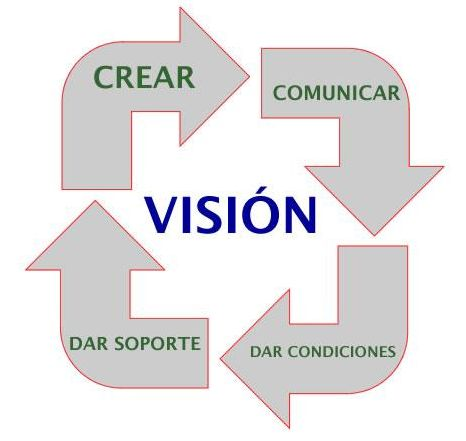 CREAR
COMUNICAR
VISIÓN
DAR SOPORTE
DAR CONDICIONES